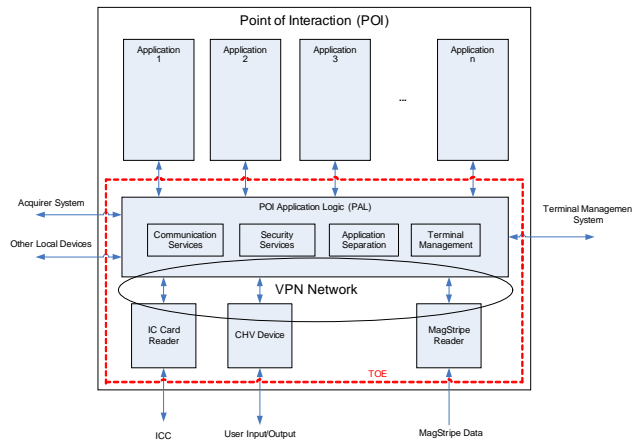 Point of Interaction (POI)
Application
1
Application
2
Application
3
...
Application
n
Acquirer System
Other Local Devices
POI Application Logic (PAL)
Communication
Services
Security
Services
Application
Separation
Terminal
Management
Terminal Management
System
VPN Network
IC Card
Reader
CHV Device
MagStripe
Reader
TOE
ICC
User Input/Output
MagStripe Data